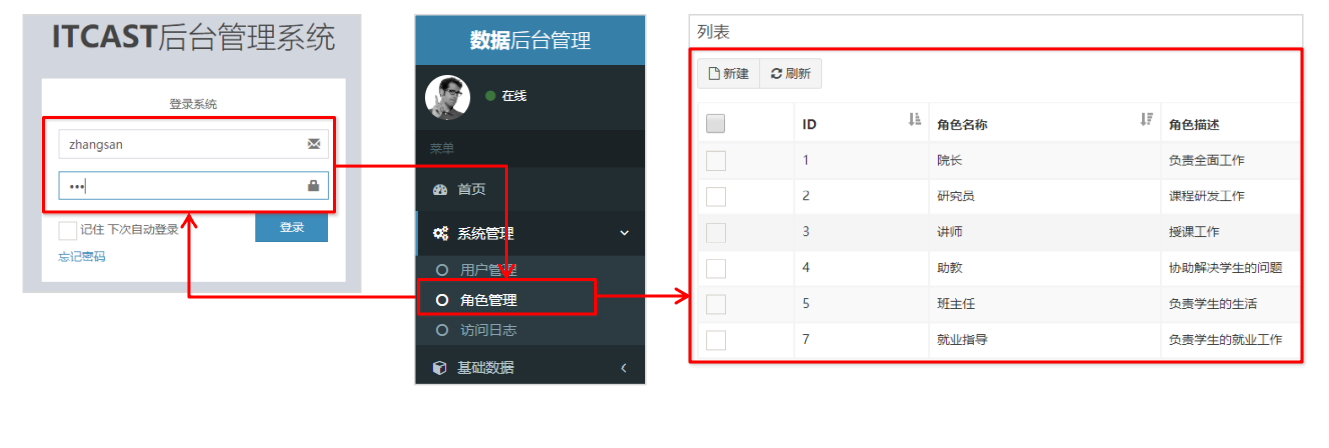 ITCAST后台管理系统
登录系统
zhangsan
•••
记住 下次自动登录
登录
忘记密码
数据后台管理
在线
菜单
首页
系统管理
用户管理
角色管理
访问日志
基础数据
列表
新建 刷新
ID 角色名称 角色描述
1 院长 负责全面工作
2 研究员 课程研发工作
3 讲师 授课工作
4 助教 协助解决学生的问题
5 班主任 负责学生的生活
7 就业指导 负责学生的就业工作